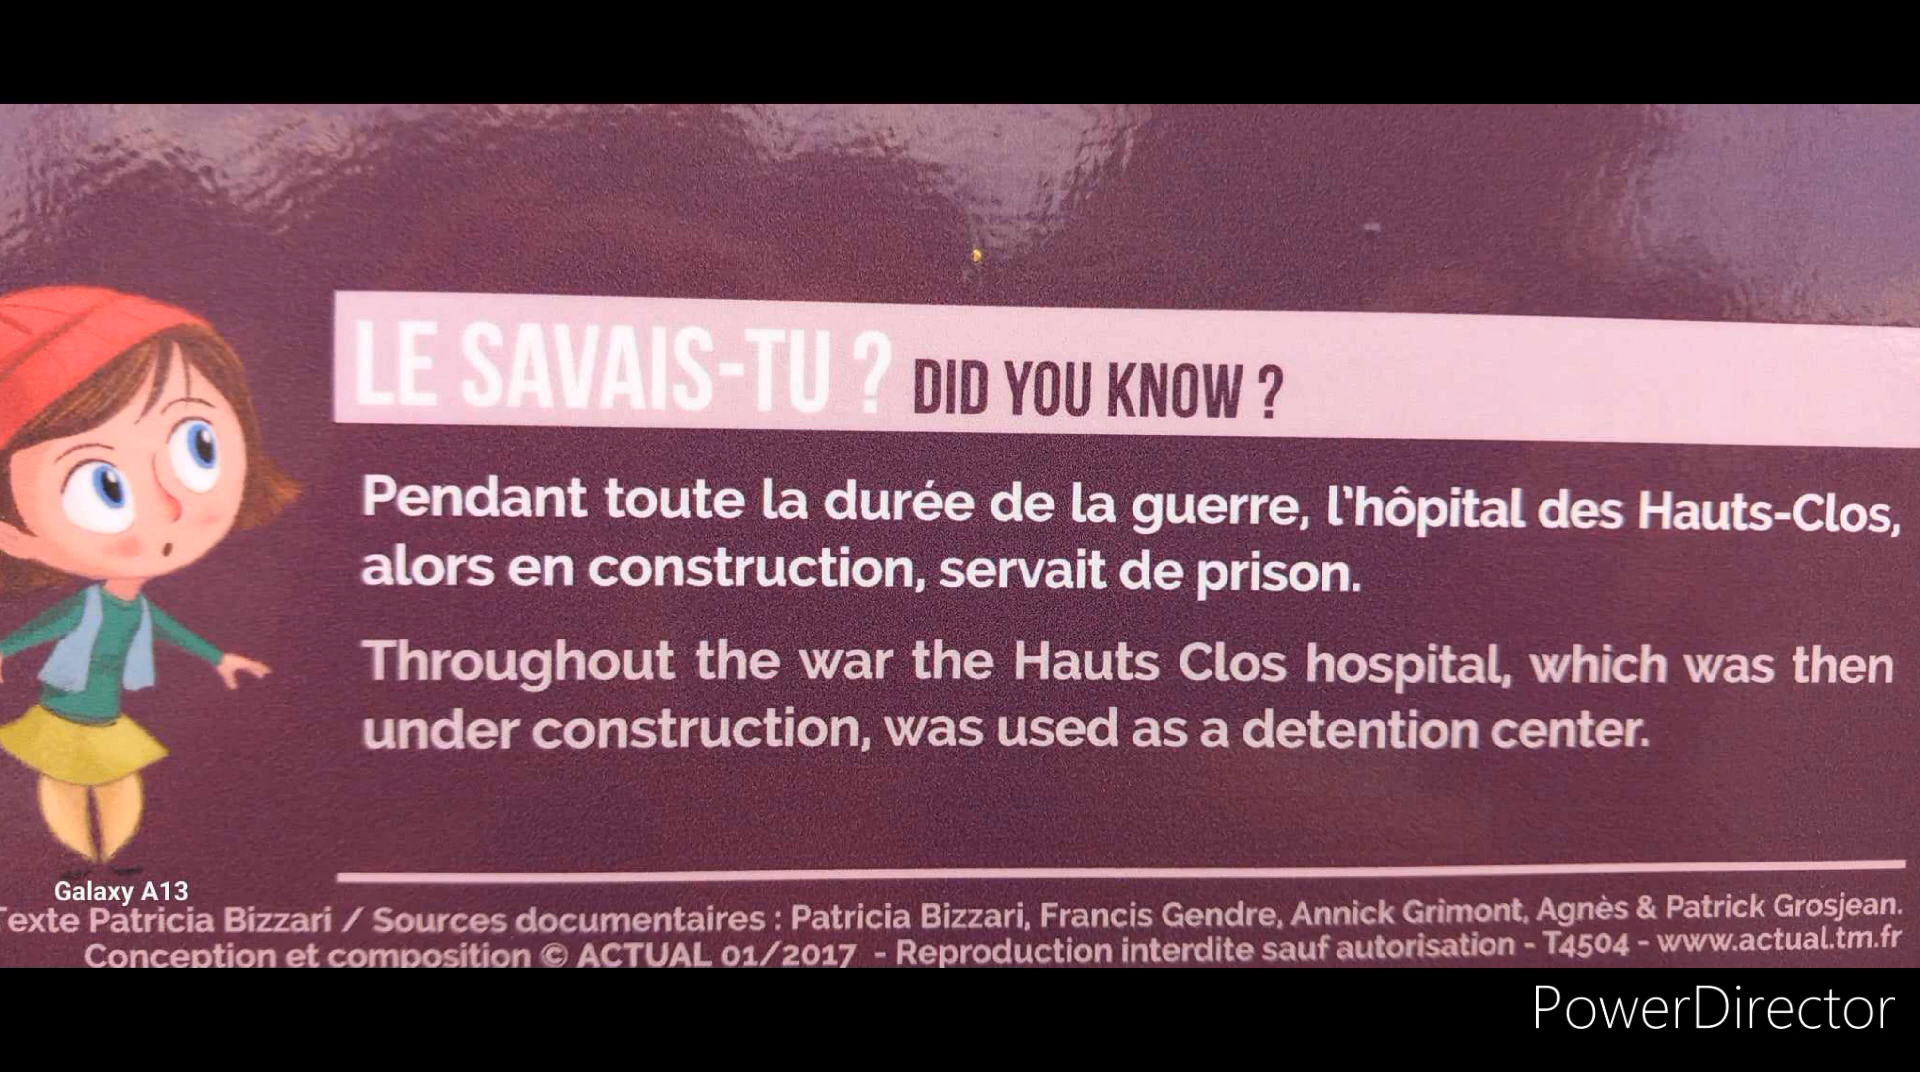 LE SAVAIS-TU ? DID YOU KNOW ?
Pendant toute la durée de la guerre, l'hôpital des Hauts-Clos,
alors en construction, servait de prison.
Throughout the war the Hauts Clos hospital, which was then
under construction, was used as a detention center.
Galaxy A13
Texte Patricia Bizzari / Sources documentaires : Patricia Bizzari, Francis Gendre, Annick Grimont, Agnès & Patrick Grosjean.
Conception et composition © ACTUAL 01/2017 - Reproduction interdite sauf autorisation - T4504 - www.actual.tm.fr
PowerDirector